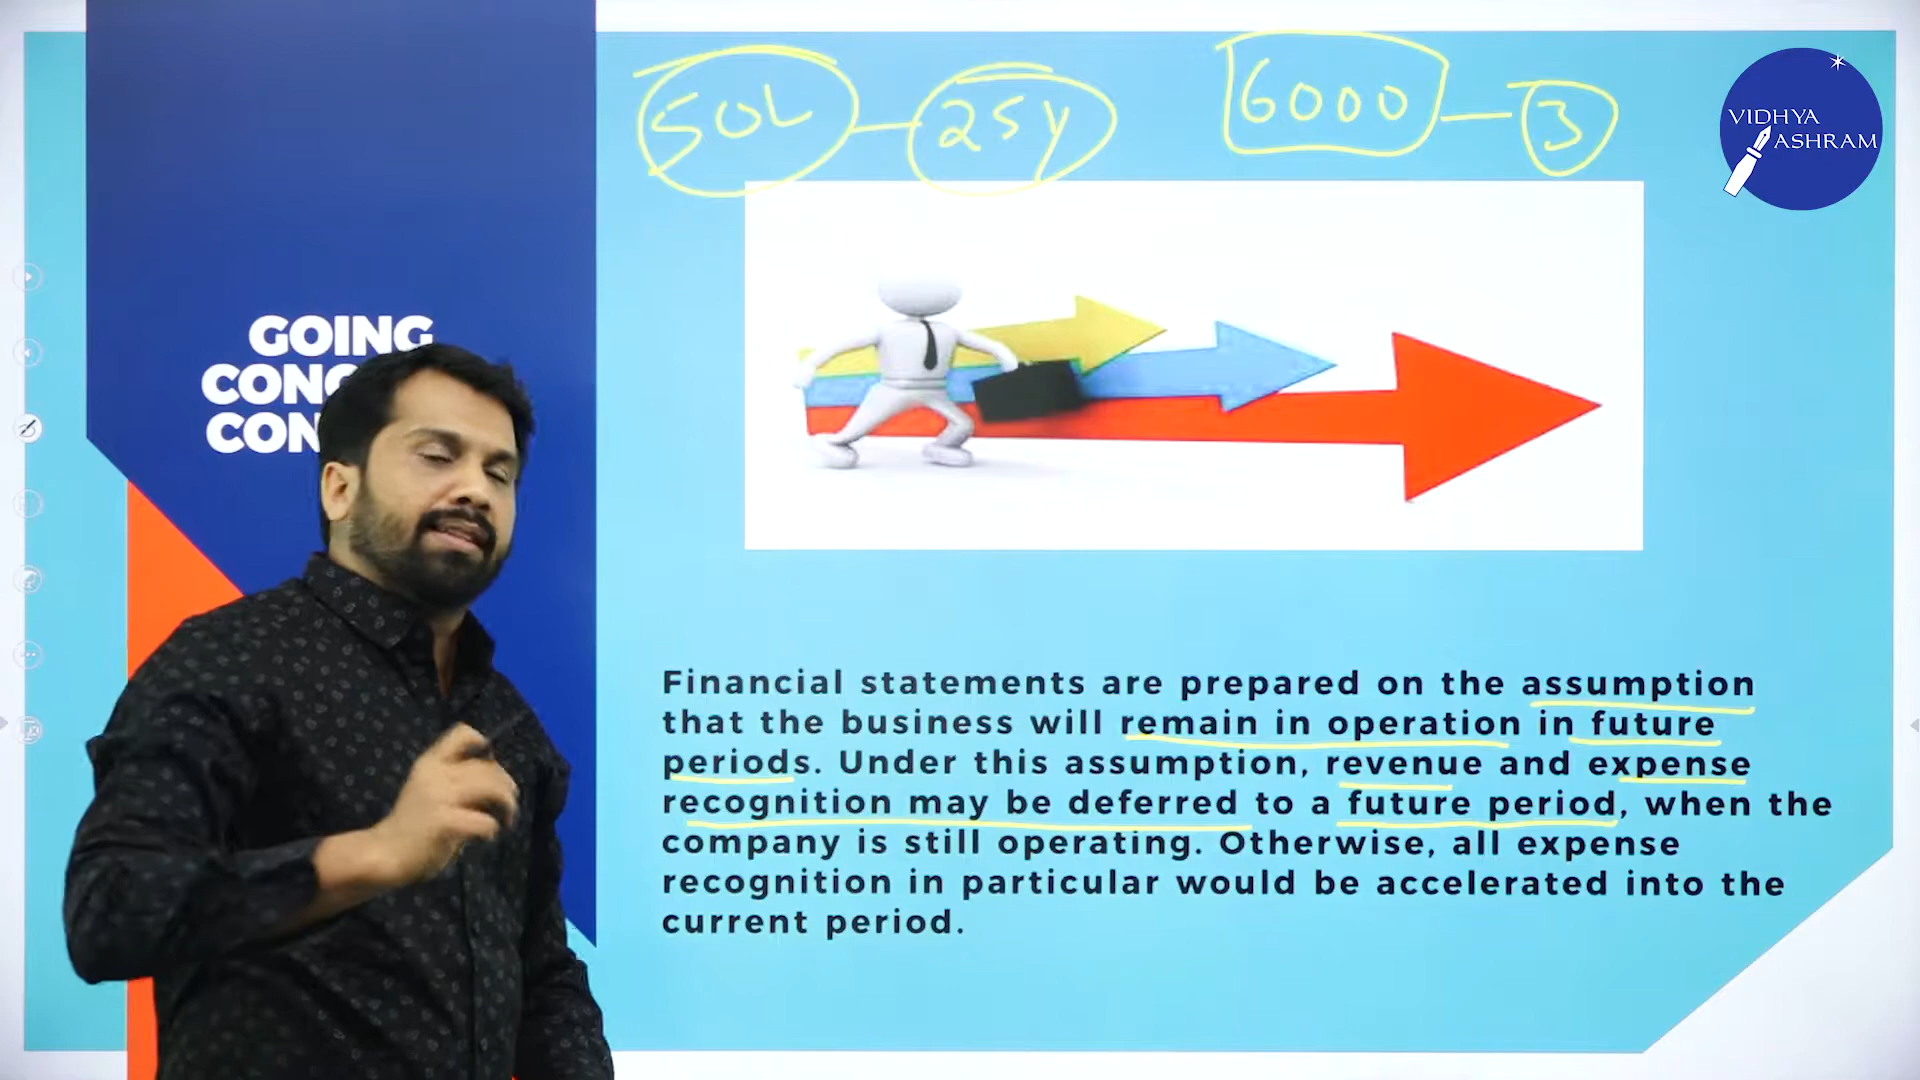 50L — 25y
6000 — 3
VIDHYA
ASHRAM
GOING
CON
CON
Financial statements are prepared on the assumption
that the business will remain in operation in future
periods. Under this assumption, revenue and expense
recognition may be deferred to a future period, when the
company is still operating. Otherwise, all expense
recognition in particular would be accelerated into the
current period.